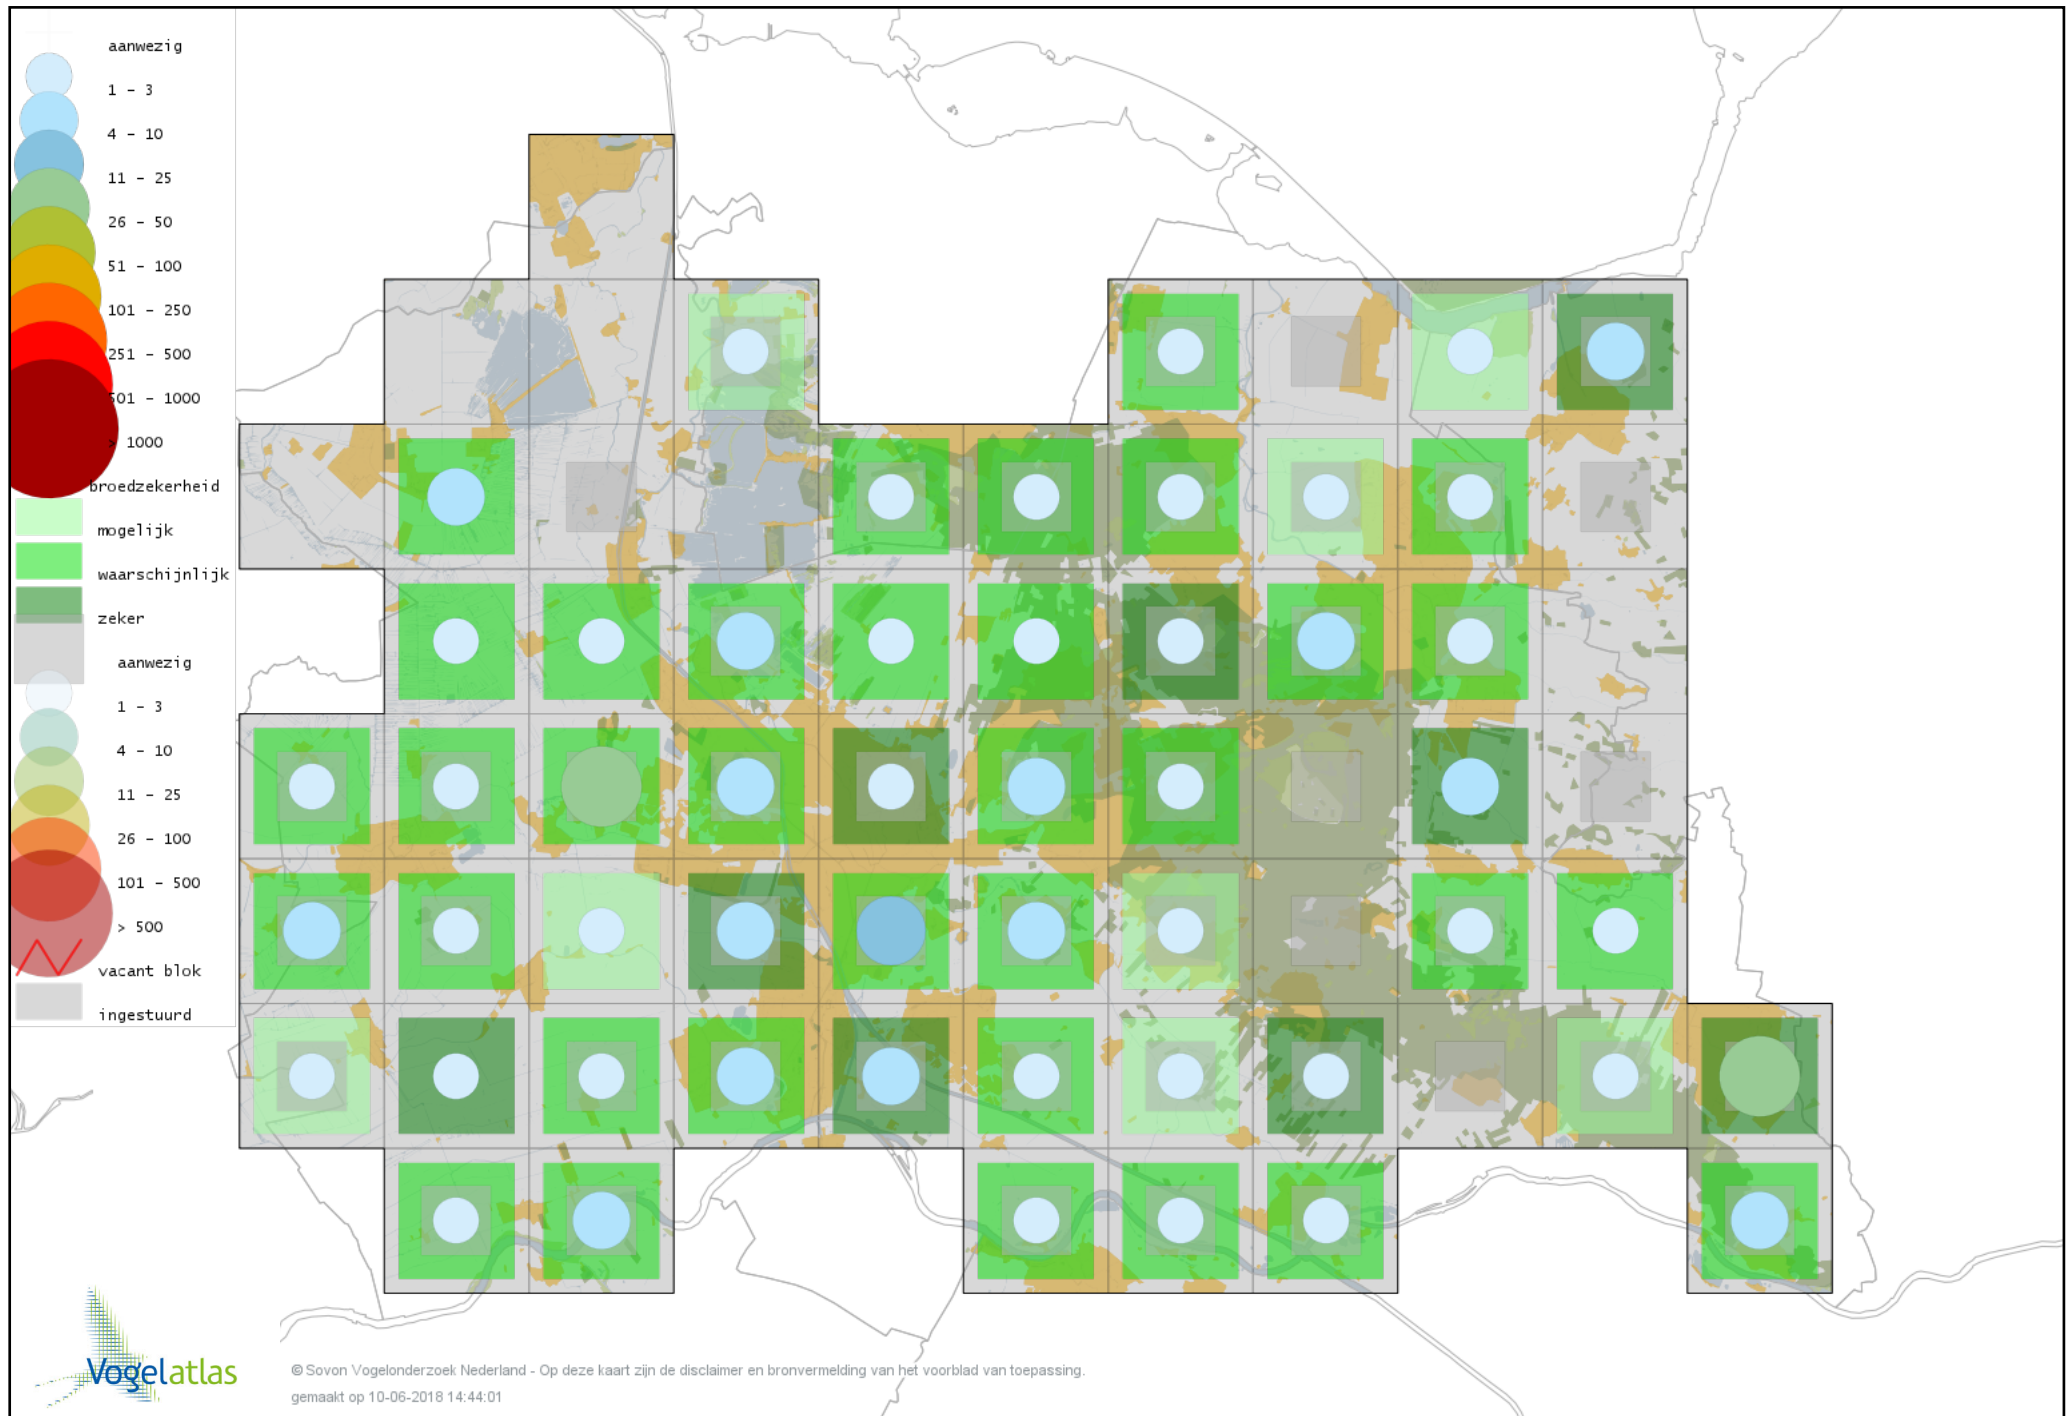 aanwezig
1 - 3
4 - 10
11 - 25
26 - 50
51 - 100
101 - 250
251 - 500
501 - 1000
> 1000
broedzekerheid
mogelijk
waarschijnlijk
zeker
aanwezig
1 - 3
4 - 10
11 - 25
26 - 100
101 - 500
> 500
vacant blok
ingestuurd
Vogelatlas
© Sovon Vogelonderzoek Nederland - Op deze kaart zijn de disclaimer en bronvermelding van het voorblad van toepassing.
gemaakt op 10-06-2018 14:44:01